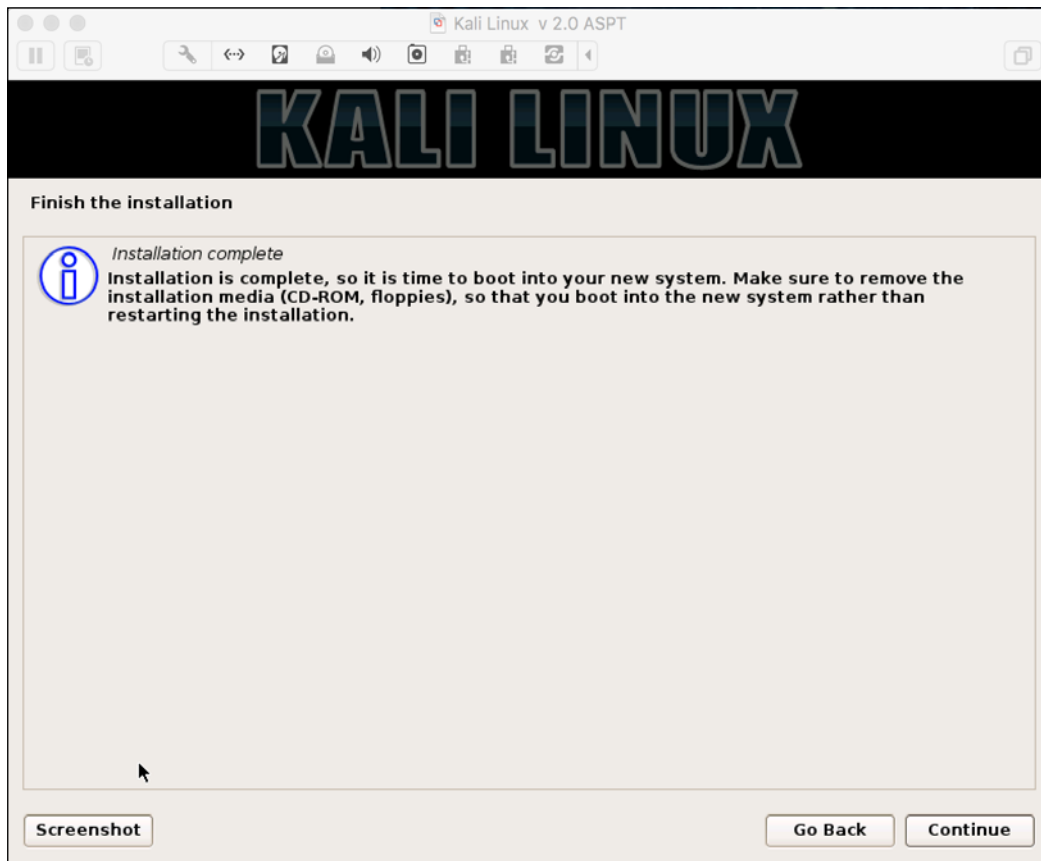 Kali Linux v 2.0 ASPT
KALI LINUX
Finish the installation
Installation complete
Installation is complete, so it is time to boot into your new system. Make sure to remove the
installation media (CD-ROM, floppies), so that you boot into the new system rather than
restarting the installation.
Screenshot
Go Back
Continue